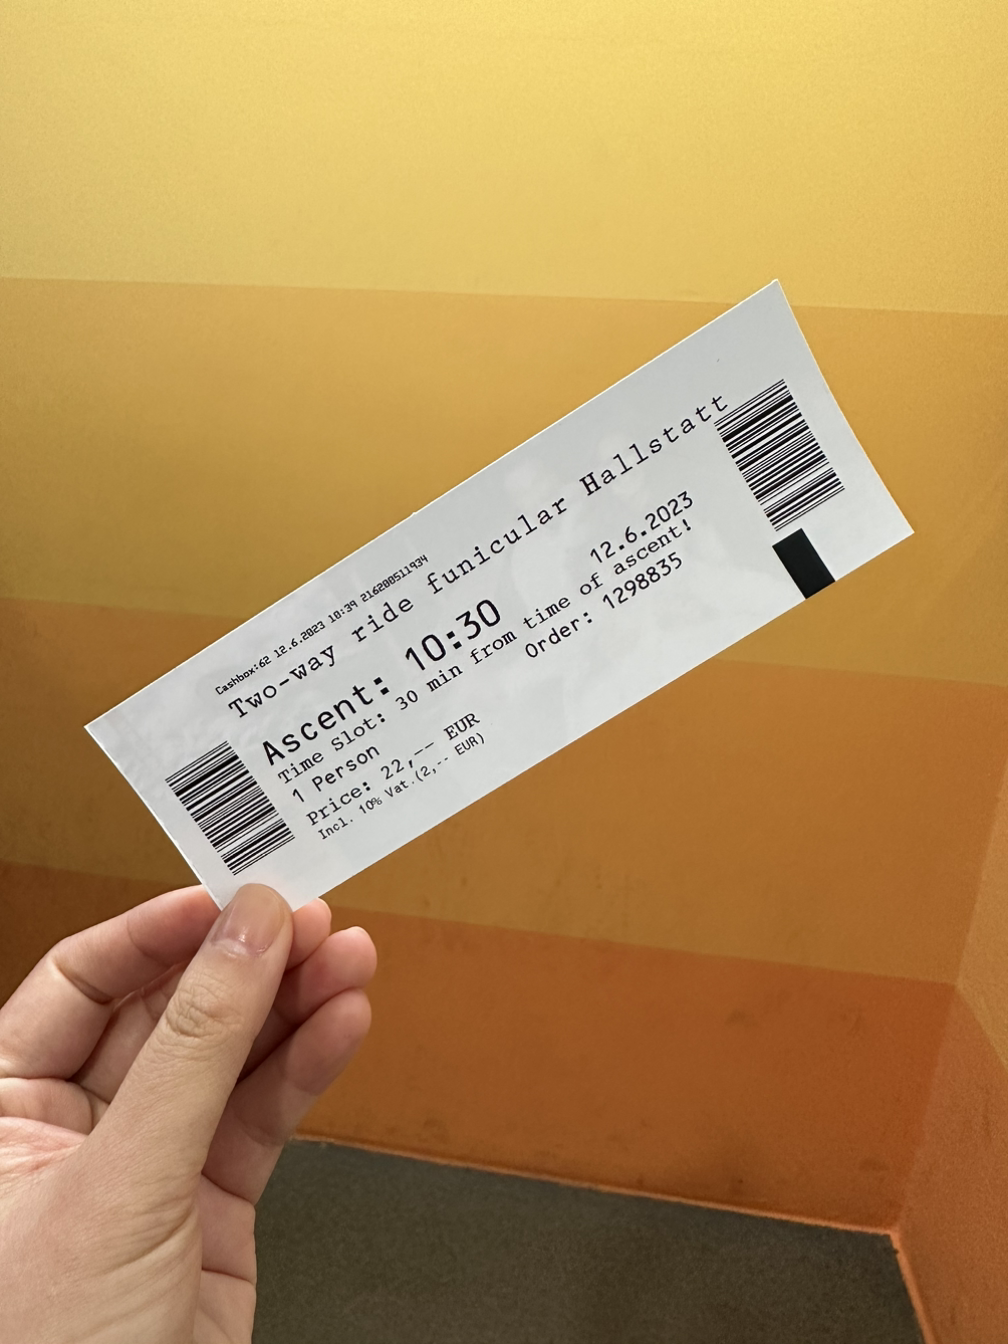 Cashbox:62 12.6.2023 10:39 216200511934
Two-way ride funicular Hallstatt
Ascent: 10:30 12.6.2023
Time Slot: 30 min from time of ascent!
1 Person Order: 1298835
Price: 22,-- EUR
Incl. 10% Vat.(2,-- EUR)